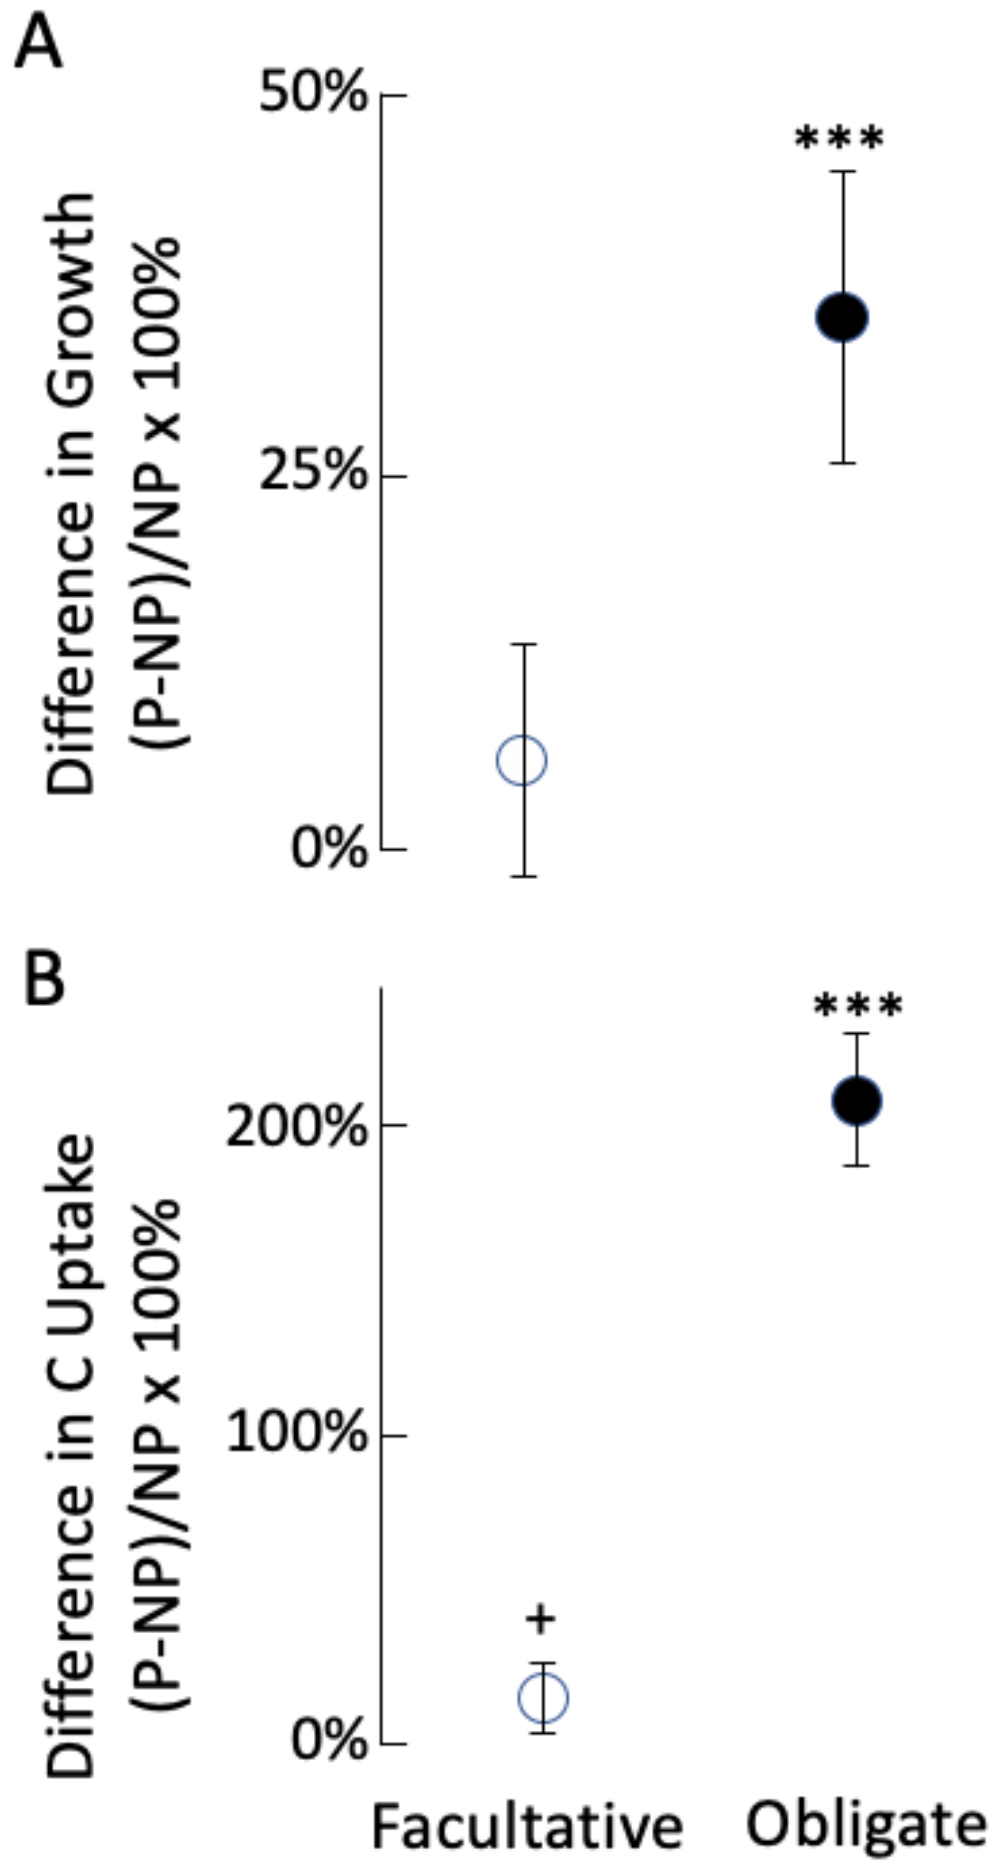 A
Difference in Growth
(P-NP)/NP x 100%
50%
25%
0%
***
B
Difference in C Uptake
(P-NP)/NP x 100%
200%
100%
0%
+
***
Facultative
Obligate